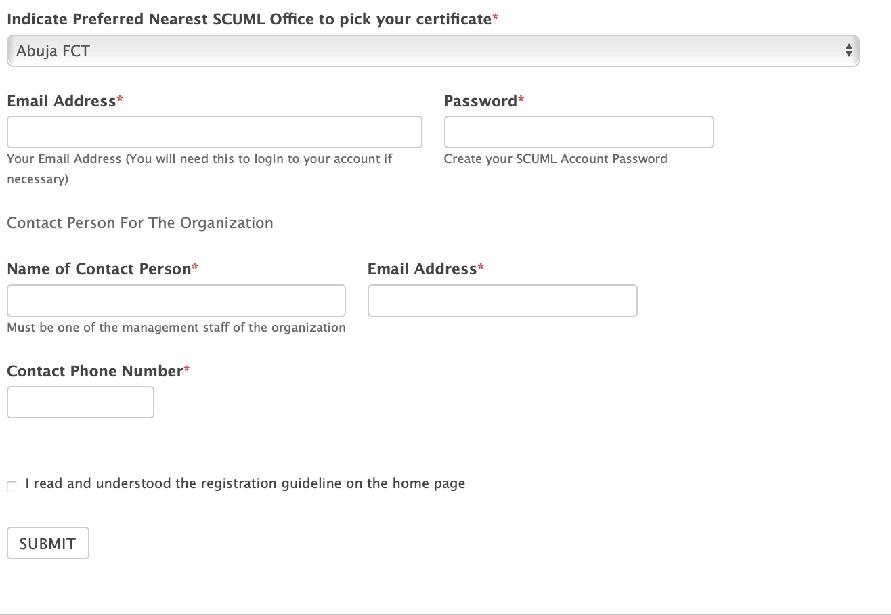 Indicate Preferred Nearest SCUML Office to pick your certificate*
Abuja FCT
Email Address*
Password*
Your Email Address (You will need this to login to your account if
necessary)
Create your SCUML Account Password
Contact Person For The Organization
Name of Contact Person*
Email Address*
Must be one of the management staff of the organization
Contact Phone Number*
I read and understood the registration guideline on the home page
SUBMIT